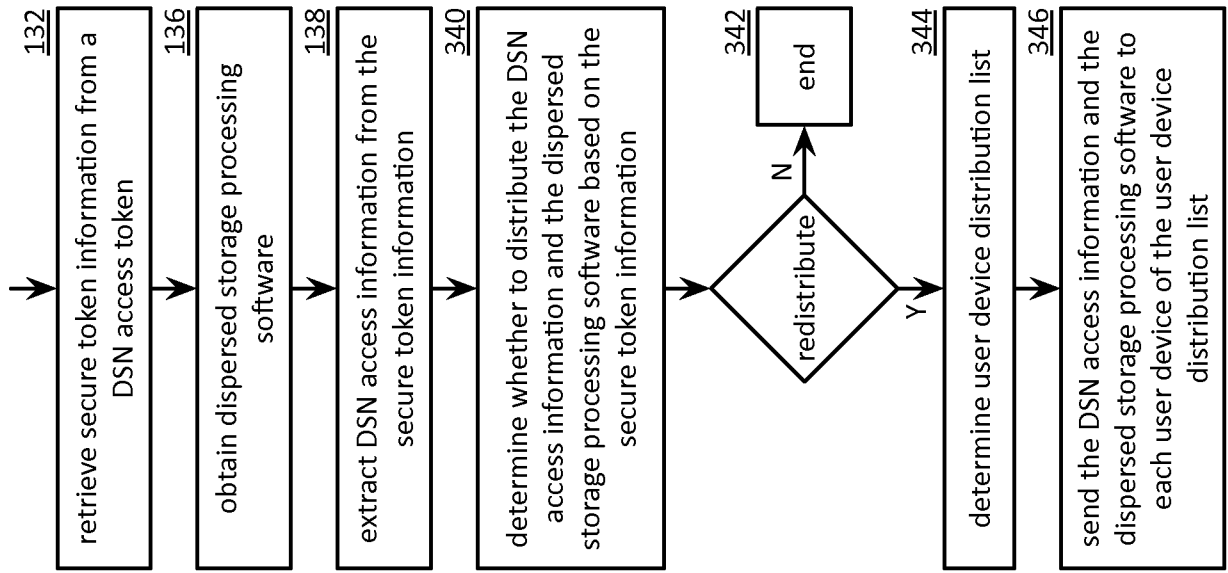 132
retrieve secure token information from a
DSN access token
136
obtain dispersed storage processing
software
138
extract DSN access information from the
secure token information
340
determine whether to distribute the DSN
access information and the dispersed
storage processing software based on the
secure token information
redistribute
N
342
end
Y
344
determine user device distribution list
346
send the DSN access information and the
dispersed storage processing software to
each user device of the user device
distribution list